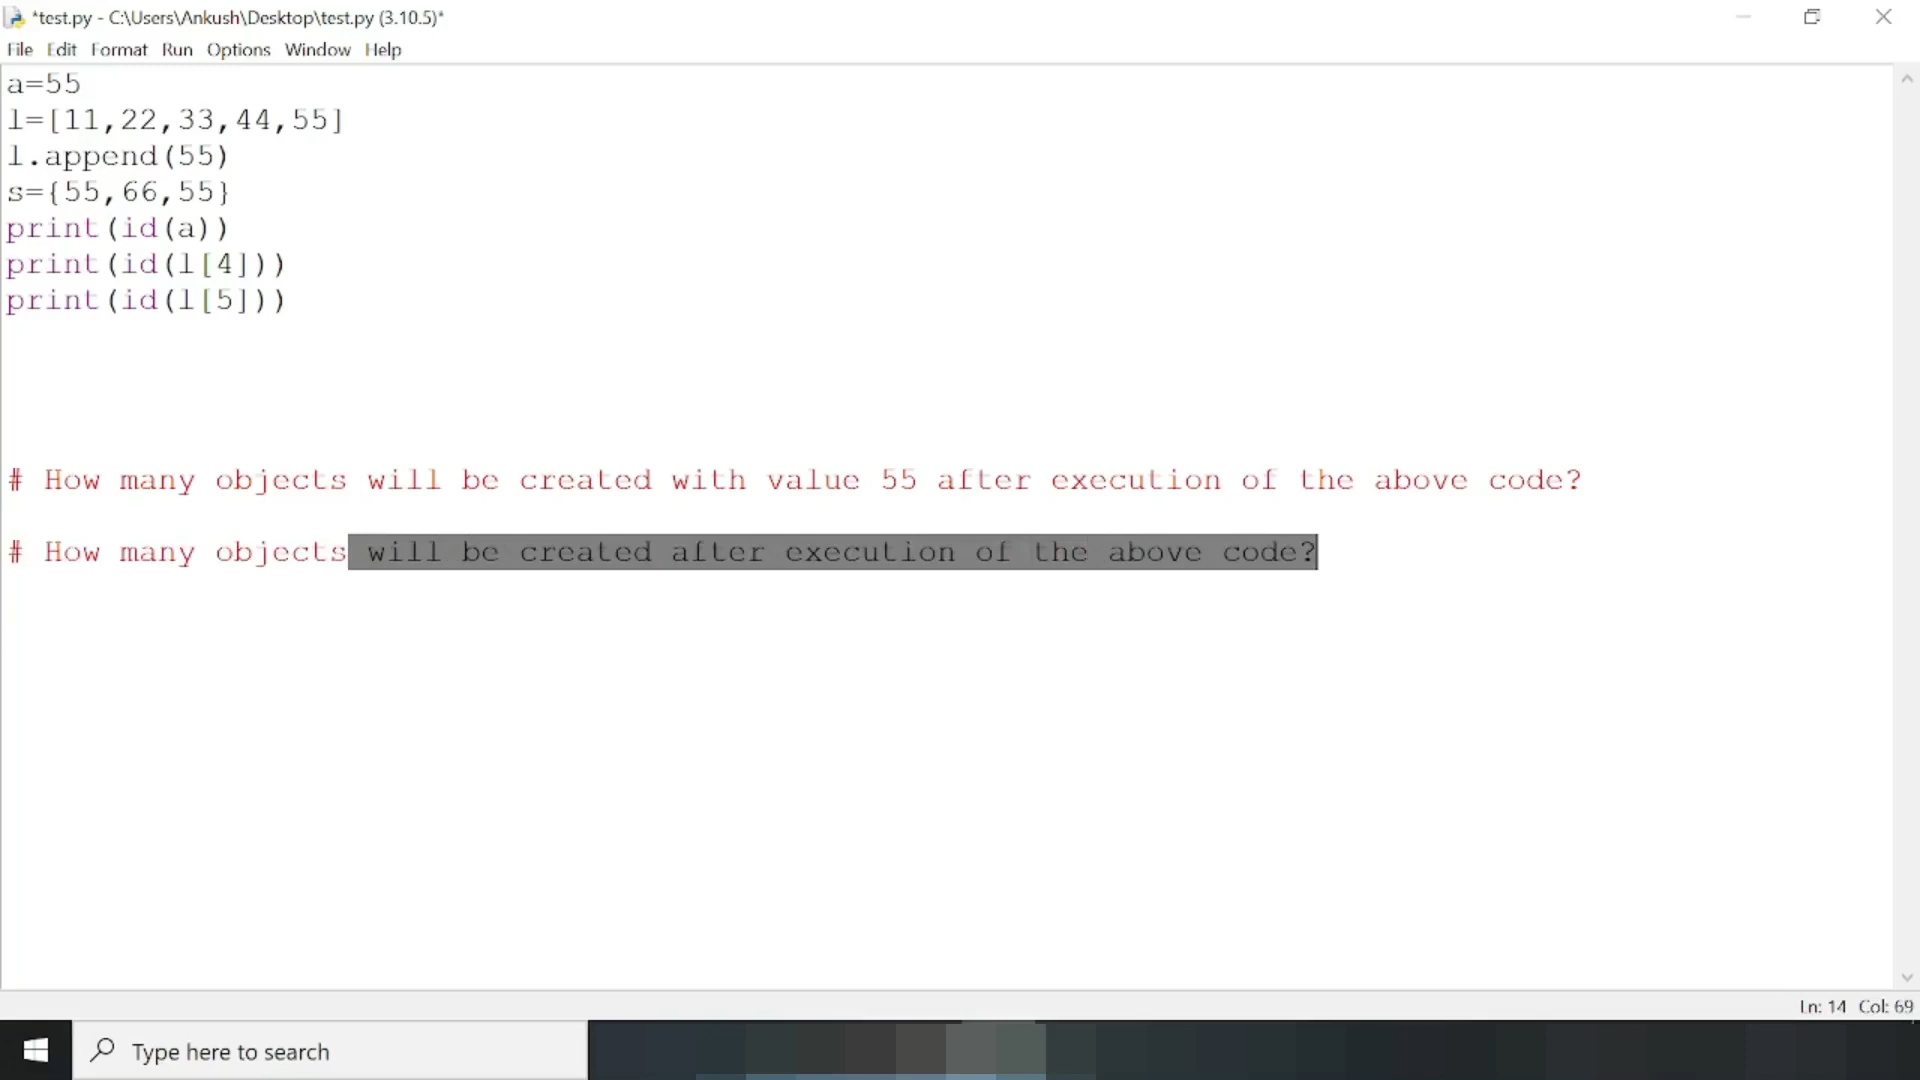 *test.py - C:\Users\Ankush\Desktop\test.py (3.10.5)*
File Edit Format Run Options Window Help
a=55
l=[11,22,33,44,55]
l.append(55)
s={55,66,55}
print(id(a))
print(id(l[4]))
print(id(l[5]))
# How many objects will be created with value 55 after execution of the above code?
# How many objects will be created after execution of the above code?
Ln: 14 Col: 69
Type here to search